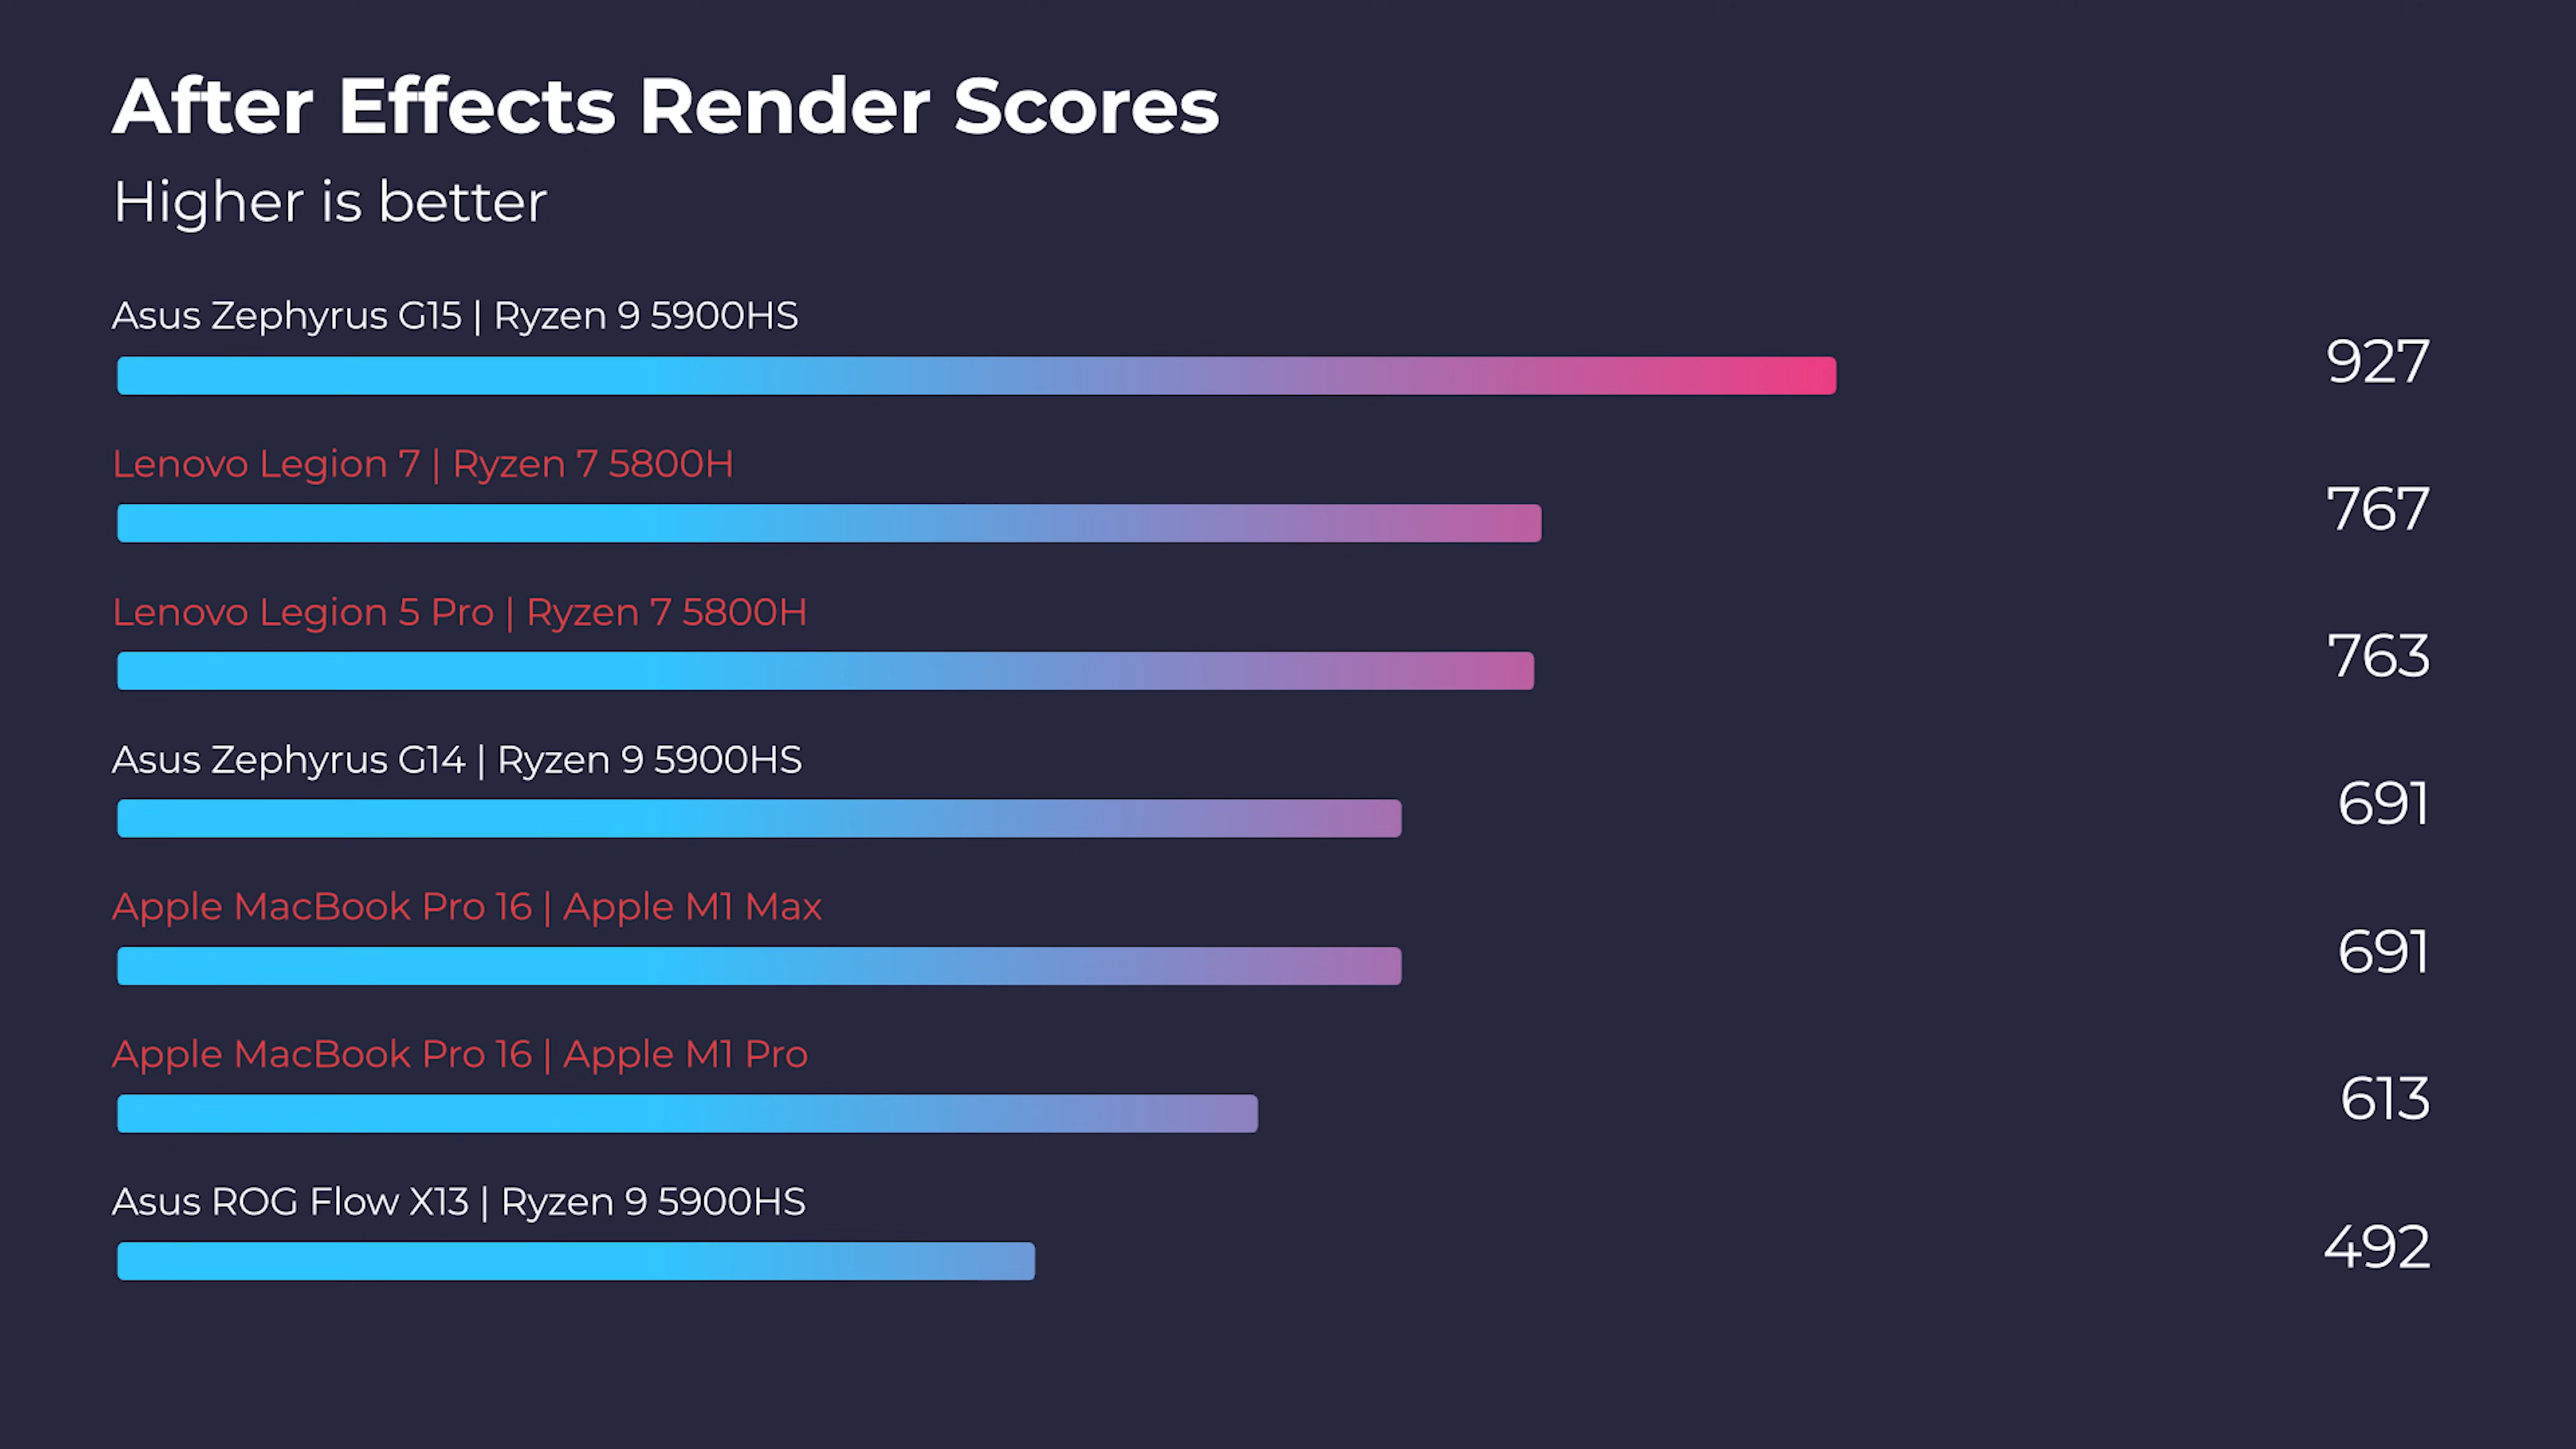 After Effects Render Scores
Higher is better
Asus Zephyrus G15 | Ryzen 9 5900HS
927
Lenovo Legion 7 | Ryzen 7 5800H
767
Lenovo Legion 5 Pro | Ryzen 7 5800H
763
Asus Zephyrus G14 | Ryzen 9 5900HS
691
Apple MacBook Pro 16 | Apple M1 Max
691
Apple MacBook Pro 16 | Apple M1 Pro
613
Asus ROG Flow X13 | Ryzen 9 5900HS
492